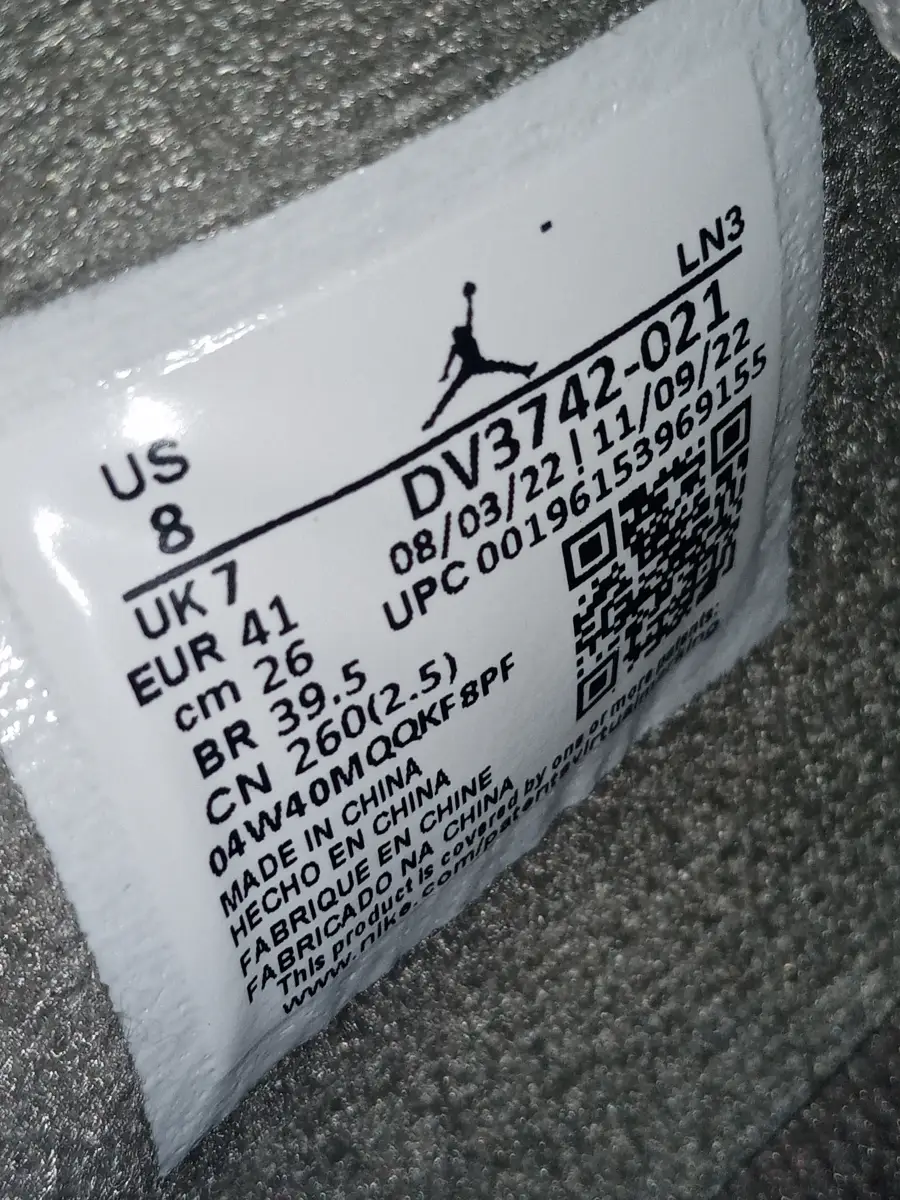 LN3
US
8
DV3742-021
08/03/22 | 11/09/22
UPC 00196153969155
UK 7
EUR 41
cm 26
BR 39.5
CN 260(2.5)
04W40MQQKF8PF
MADE IN CHINA
HECHO EN CHINA
FABRIQUE EN CHINE
FABRICADO NA CHINA
This product is covered by one or more patents:
www.nike.com/patentsvirtualmarking